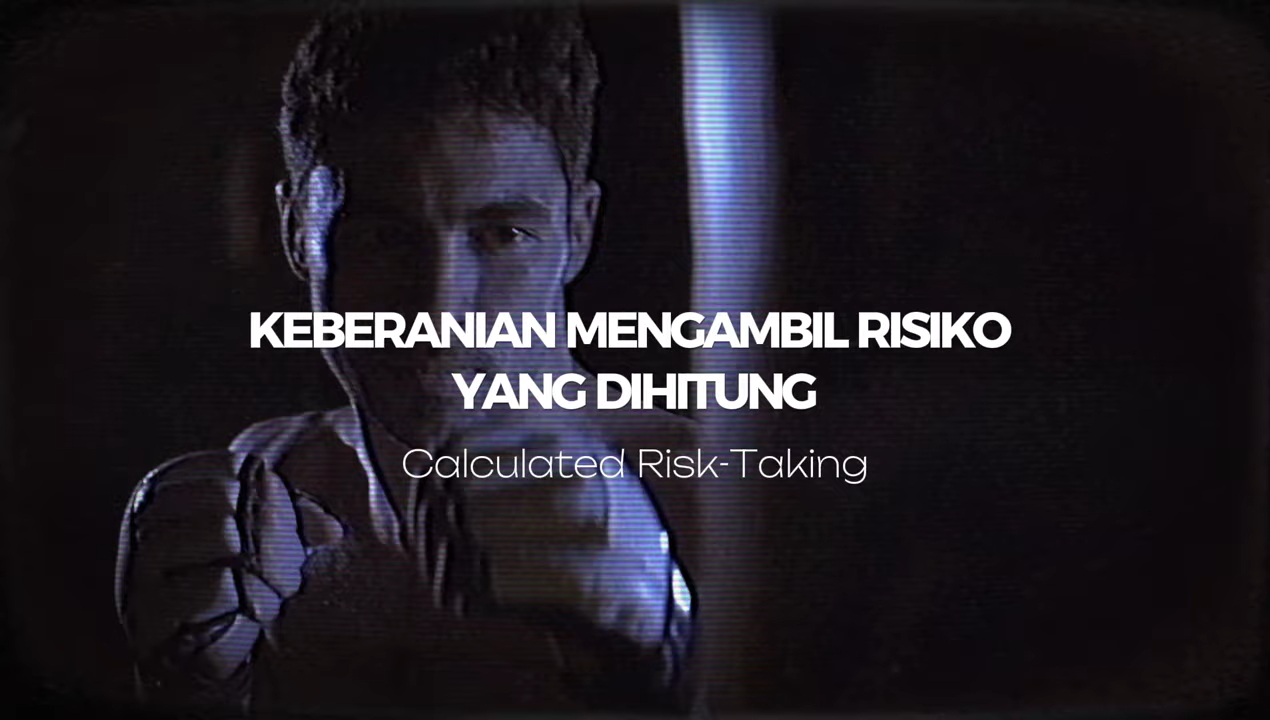 KEBERANIAN MENGAMBIL RISIKO
YANG DIHITUNG
Calculated Risk-Taking